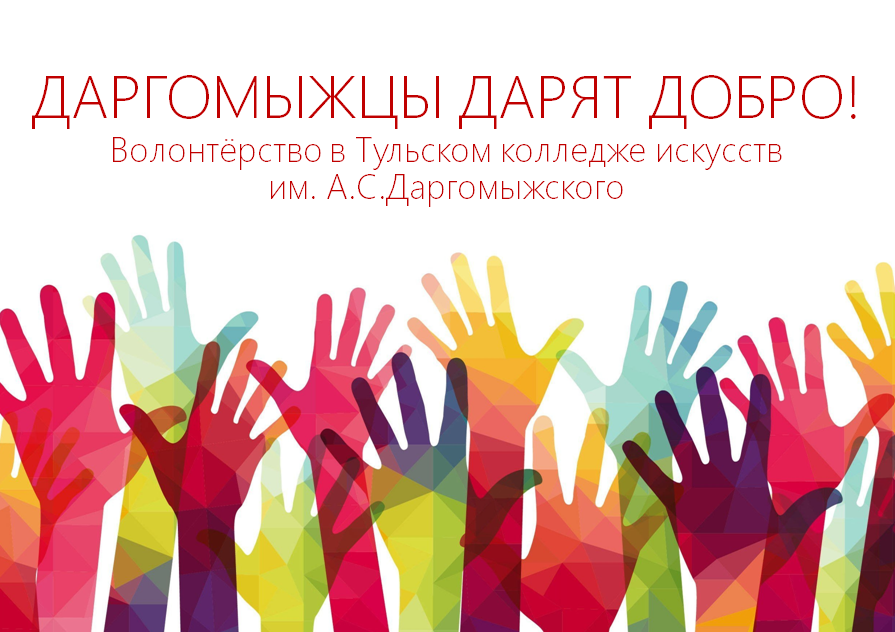 ДАРГОМЫЖЦЫ ДАРЯТ ДОБРО!
Волонтёрство в Тульском колледже искусств
им. А.С.Даргомыжского